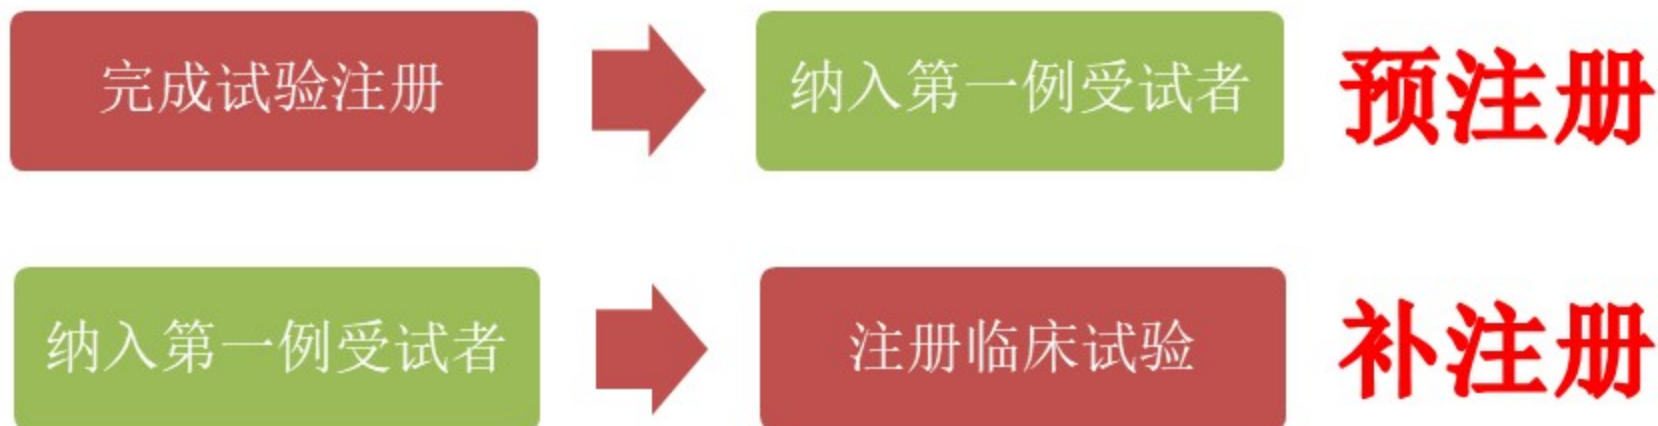 完成试验注册
纳入第一例受试者
预注册
纳入第一例受试者
注册临床试验
补注册